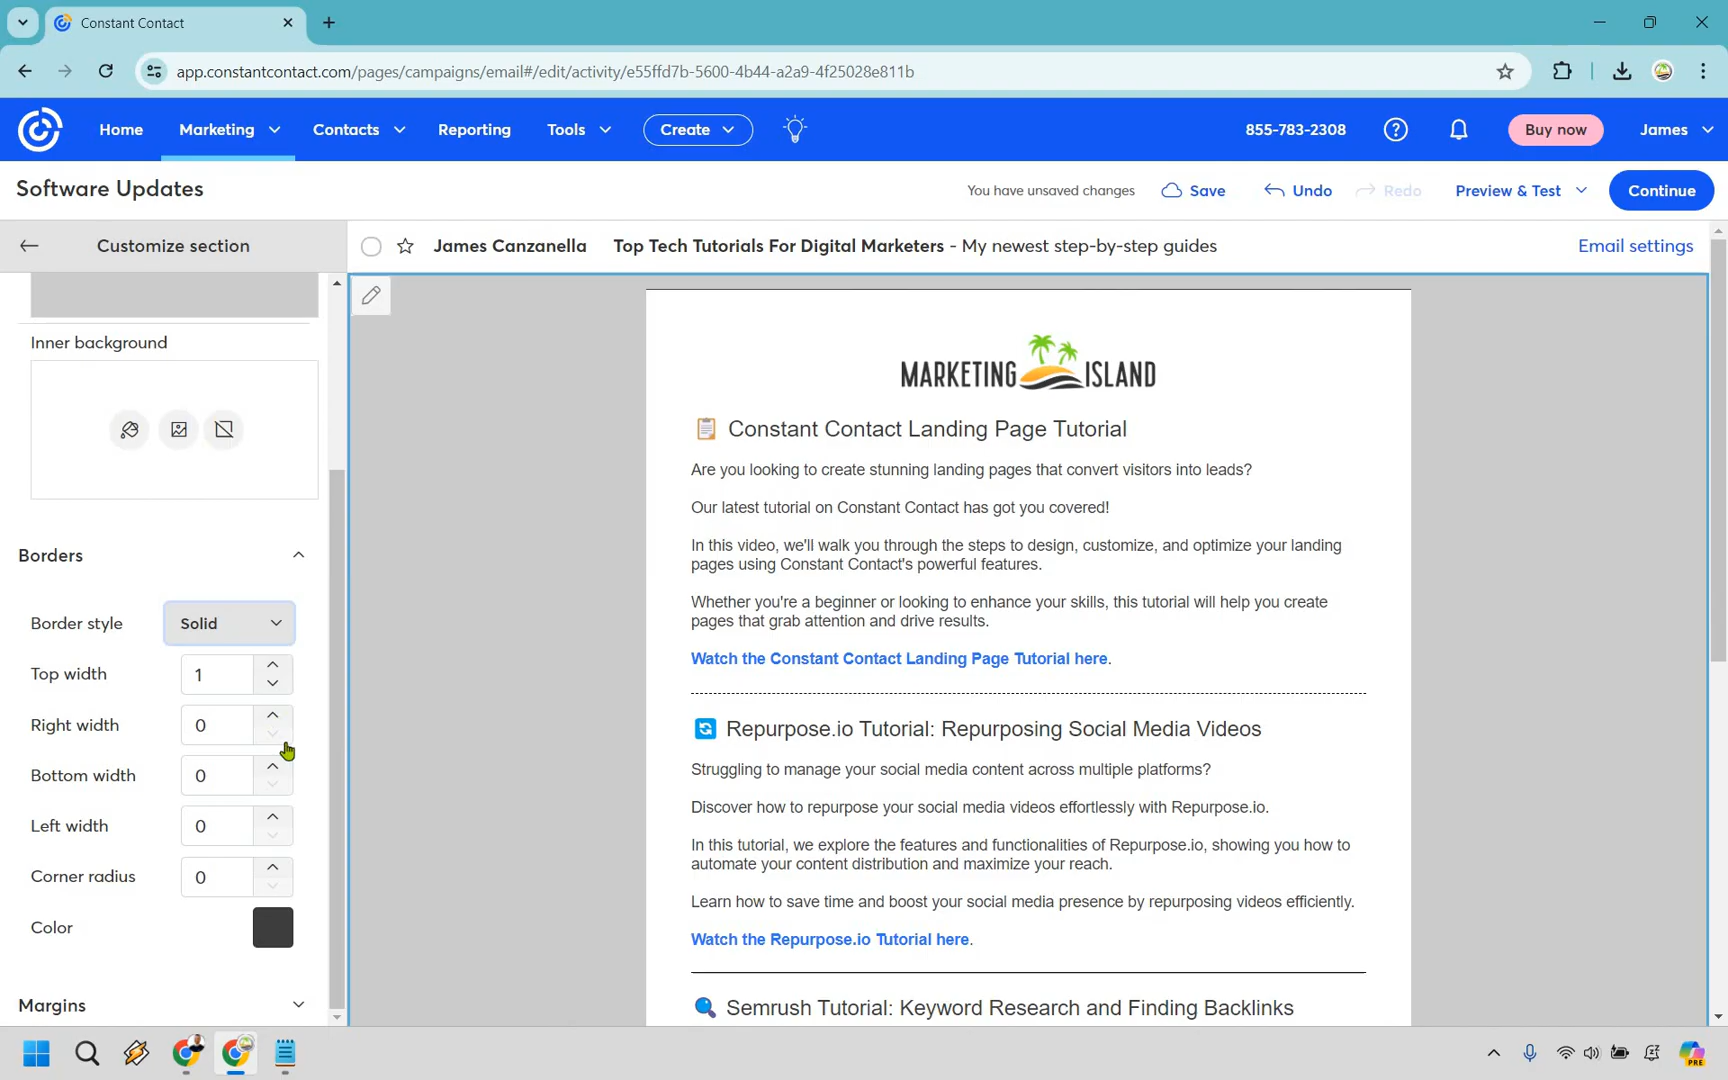 Constant Contact
app.constantcontact.com/pages/campaigns/email#/edit/activity/e55ffd7b-5600-4b44-a2a9-4f25028e811b
Home Marketing Contacts Reporting Tools Create 855-783-2308 Buy now James
Software Updates You have unsaved changes Save Undo Redo Preview & Test Continue
Customize section
James Canzanella Top Tech Tutorials For Digital Marketers - My newest step-by-step guides Email settings
Inner background
Borders
Border style Solid
Top width 1
Right width 0
Bottom width 0
Left width 0
Corner radius 0
Color
Margins
MARKETING ISLAND
Constant Contact Landing Page Tutorial
Are you looking to create stunning landing pages that convert visitors into leads?
Our latest tutorial on Constant Contact has got you covered!
In this video, we'll walk you through the steps to design, customize, and optimize your landing
pages using Constant Contact's powerful features.
Whether you're a beginner or looking to enhance your skills, this tutorial will help you create
pages that grab attention and drive results.
Watch the Constant Contact Landing Page Tutorial here.
Repurpose.io Tutorial: Repurposing Social Media Videos
Struggling to manage your social media content across multiple platforms?
Discover how to repurpose your social media videos effortlessly with Repurpose.io.
In this tutorial, we explore the features and functionalities of Repurpose.io, showing you how to
automate your content distribution and maximize your reach.
Learn how to save time and boost your social media presence by repurposing videos efficiently.
Watch the Repurpose.io Tutorial here.
Semrush Tutorial: Keyword Research and Finding Backlinks
PRE